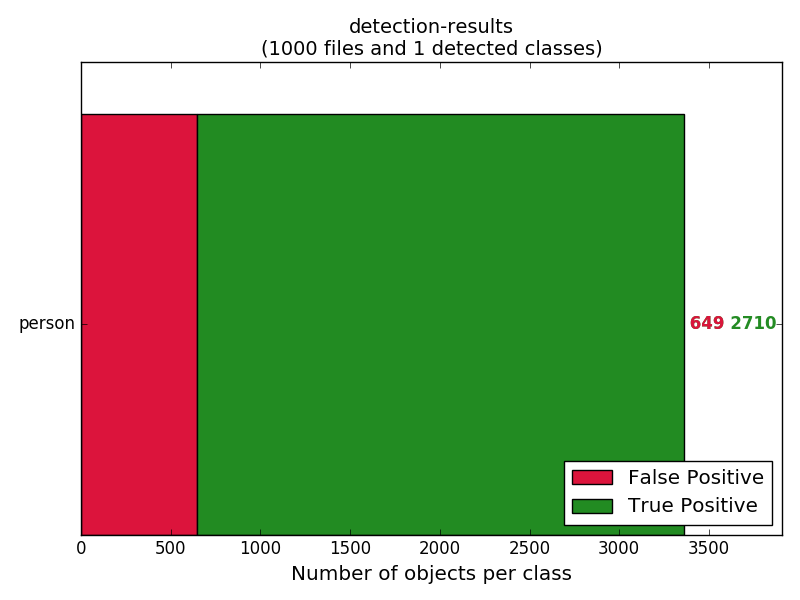 detection-results
(1000 files and 1 detected classes)
person
649 2710
False Positive
True Positive
0 500 1000 1500 2000 2500 3000 3500
Number of objects per class